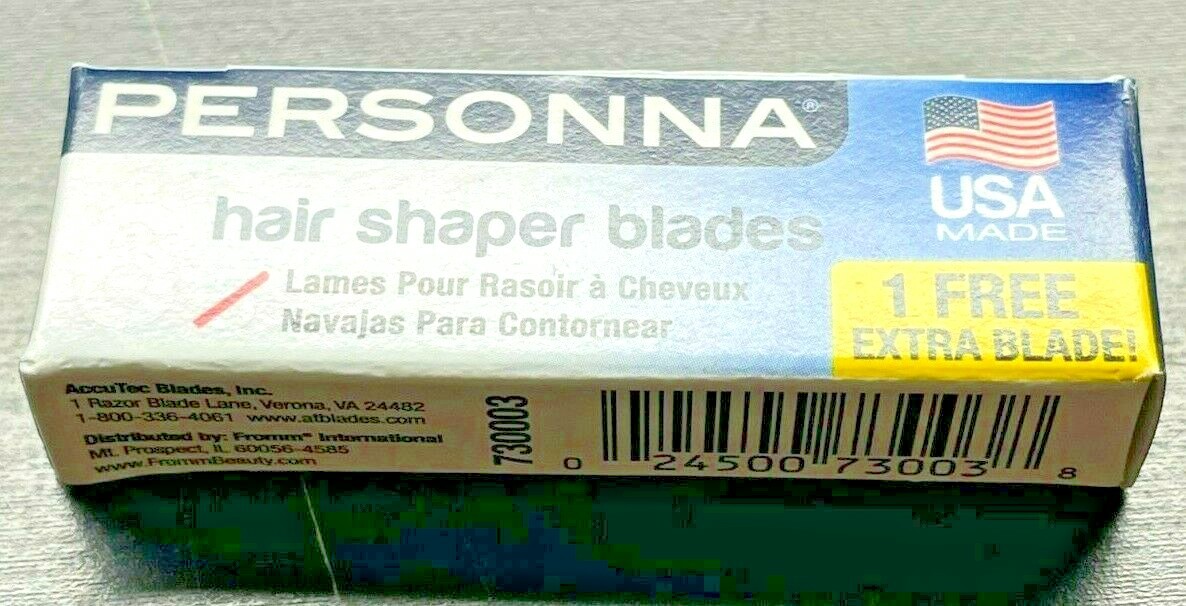 PERSONNA®
hair shaper blades
Lames Pour Rasoir à Cheveux
Navajas Para Contornear
USA
MADE
1 FREE
EXTRA BLADE!
AccuTec Blades, Inc.
1 Razor Blade Lane, Verona, VA 24482
1-800-336-4061 www.atblades.com
Distributed by: Fromm™ International
Mt. Prospect, IL 60056-4585
www.FrommBeauty.com
730003
0 24500 73003 8